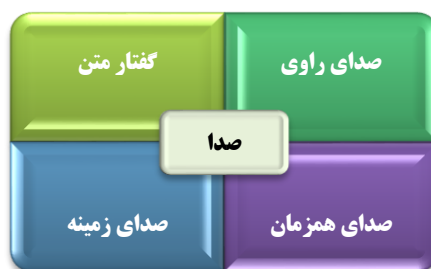 صدای راوی
گفتار متن
صدا
صدای همزمان
صدای زمینه